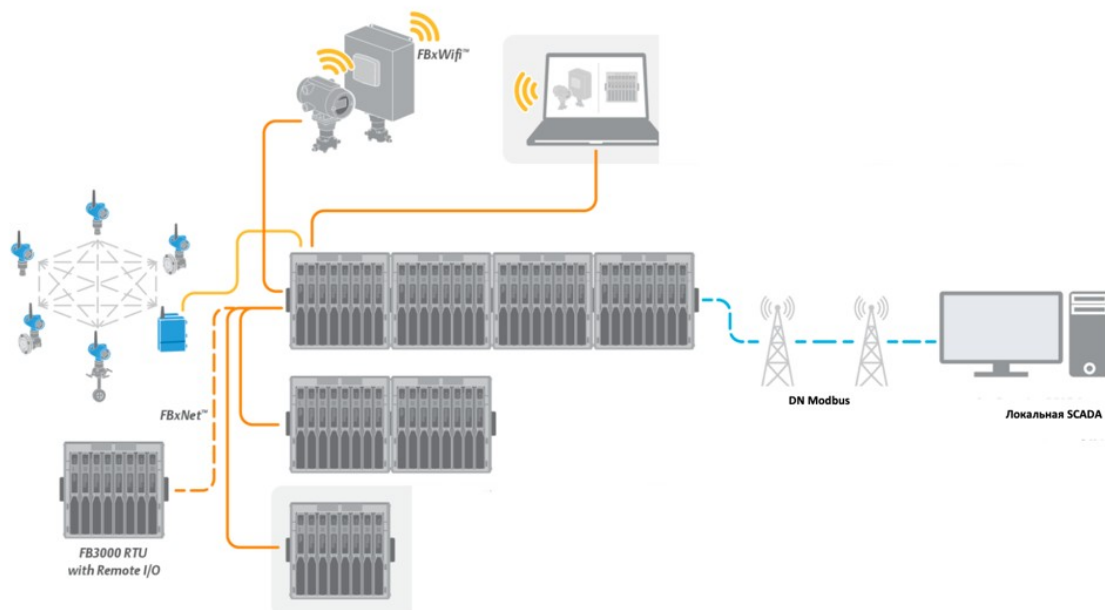 FBxWifi™
FBxNet™
DN Modbus
Локальная SCADA
FB3000 RTU
with Remote I/O